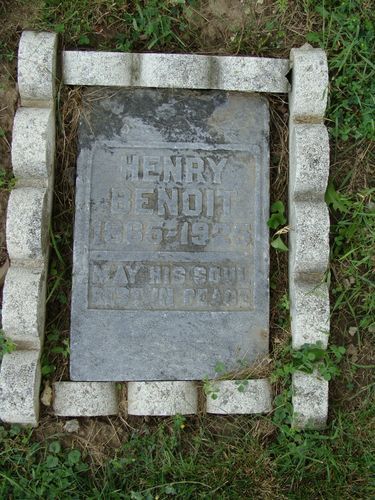 HENRY
BENOIT
MAY HIS SOUL
REST IN PEACE